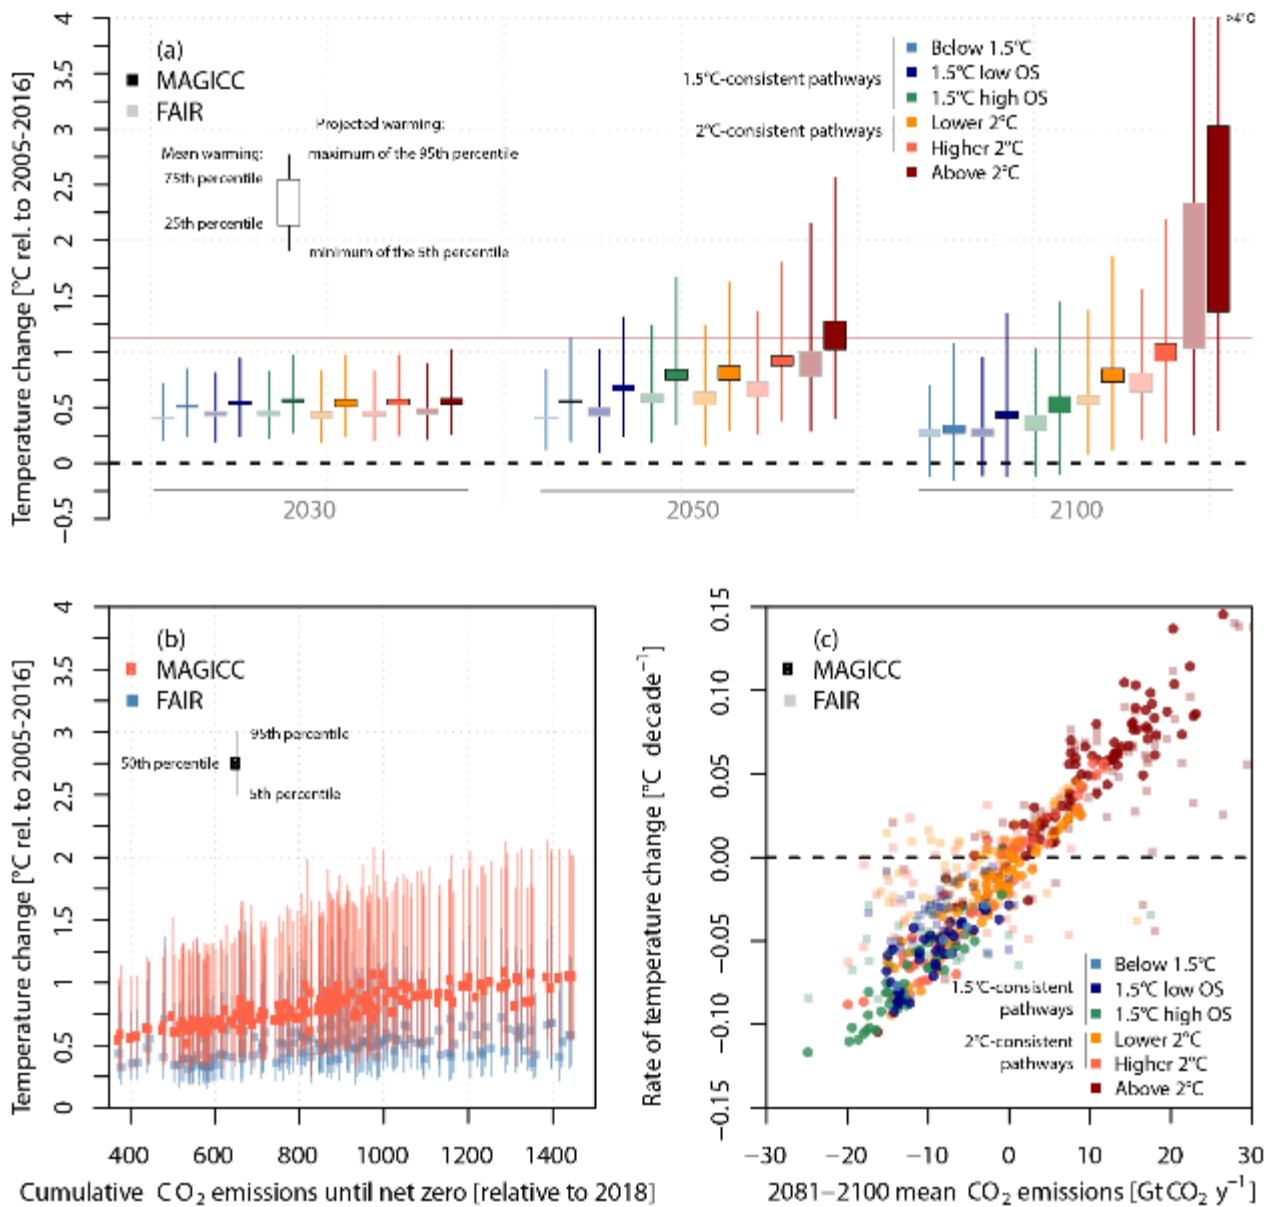 (a)
MAGICC
FAIR
Projected warming:
Mean warming:
maximum of the 95th percentile
75th percentile
25th percentile
minimum of the 5th percentile
1.5°C-consistent pathways
2°C-consistent pathways
Below 1.5°C
1.5°C low OS
1.5°C high OS
Lower 2°C
Higher 2°C
Above 2°C
>4°C
Temperature change [°C rel. to 2005-2016]
4
3.5
3
2.5
2
1.5
1
0.5
0
−0.5
2030
2050
2100
(b)
MAGICC
FAIR
95th percentile
50th percentile
5th percentile
Temperature change [°C rel. to 2005-2016]
4
3.5
3
2.5
2
1.5
1
0.5
0
400
600
800
1000
1200
1400
Cumulative CO2 emissions until net zero [relative to 2018]
(c)
MAGICC
FAIR
Rate of temperature change [°C decade−1]
0.15
0.10
0.05
0.00
−0.05
−0.10
−0.15
1.5°C-consistent
pathways
2°C-consistent
pathways
Below 1.5°C
1.5°C low OS
1.5°C high OS
Lower 2°C
Higher 2°C
Above 2°C
−30
−20
−10
0
10
20
30
2081−2100 mean CO2 emissions [GtCO2 y−1]